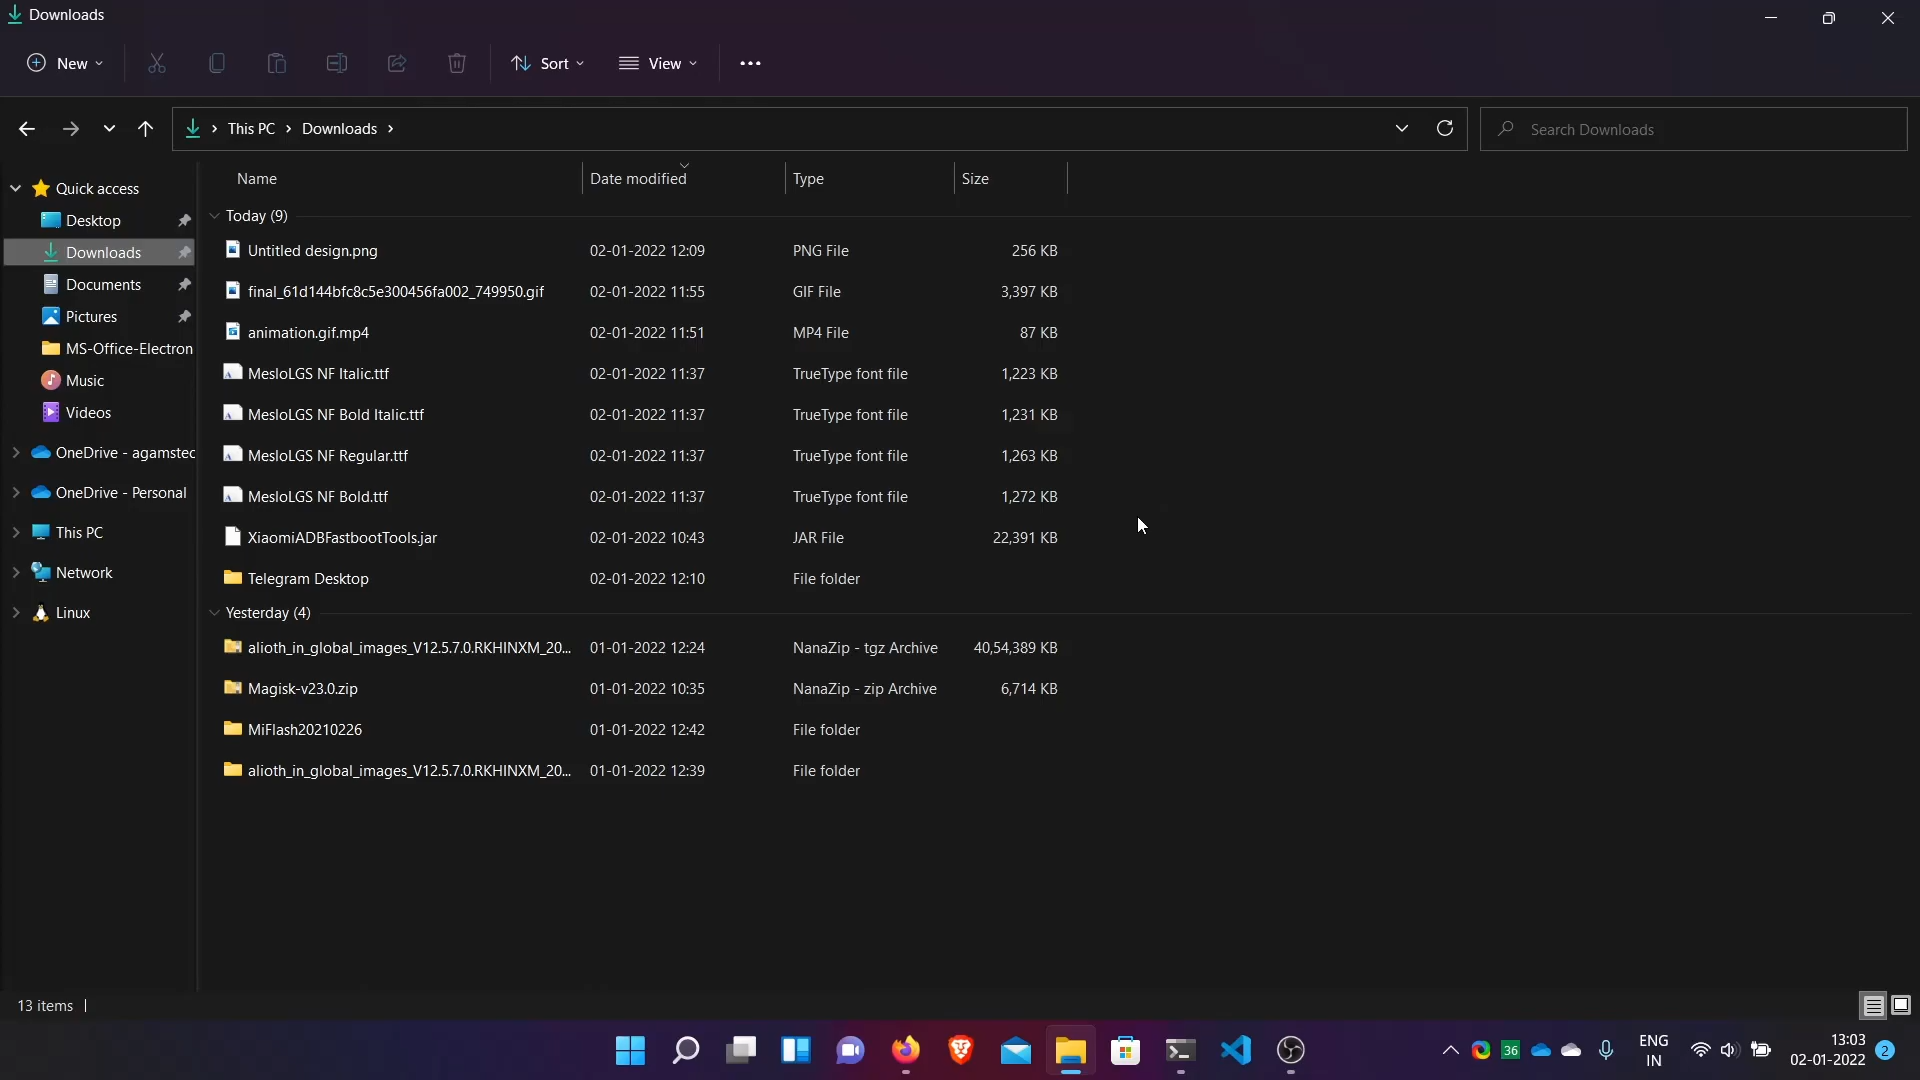 Downloads
New
Sort
View
This PC
Downloads
Search Downloads
Quick access
Desktop
Downloads
Documents
Pictures
MS-Office-Electron
Music
Videos
OneDrive - agamstec
OneDrive - Personal
This PC
Network
Linux
Name Date modified Type Size
Today (9)
Untitled design.png 02-01-2022 12:09 PNG File 256 KB
final_61d144bfc8c5e300456fa002_749950.gif 02-01-2022 11:55 GIF File 3,397 KB
animation.gif.mp4 02-01-2022 11:51 MP4 File 87 KB
MesloLGS NF Italic.ttf 02-01-2022 11:37 TrueType font file 1,223 KB
MesloLGS NF Bold Italic.ttf 02-01-2022 11:37 TrueType font file 1,231 KB
MesloLGS NF Regular.ttf 02-01-2022 11:37 TrueType font file 1,263 KB
MesloLGS NF Bold.ttf 02-01-2022 11:37 TrueType font file 1,272 KB
XiaomiADBFastbootTools.jar 02-01-2022 10:43 JAR File 22,391 KB
Telegram Desktop 02-01-2022 12:10 File folder
Yesterday (4)
alioth_in_global_images_V12.5.7.0.RKHINXM_20... 01-01-2022 12:24 NanaZip - tgz Archive 40,54,389 KB
Magisk-v23.0.zip 01-01-2022 10:35 NanaZip - zip Archive 6,714 KB
MiFlash20210226 01-01-2022 12:42 File folder
alioth_in_global_images_V12.5.7.0.RKHINXM_20... 01-01-2022 12:39 File folder
13 items
36
ENG
IN
13:03
02-01-2022
2